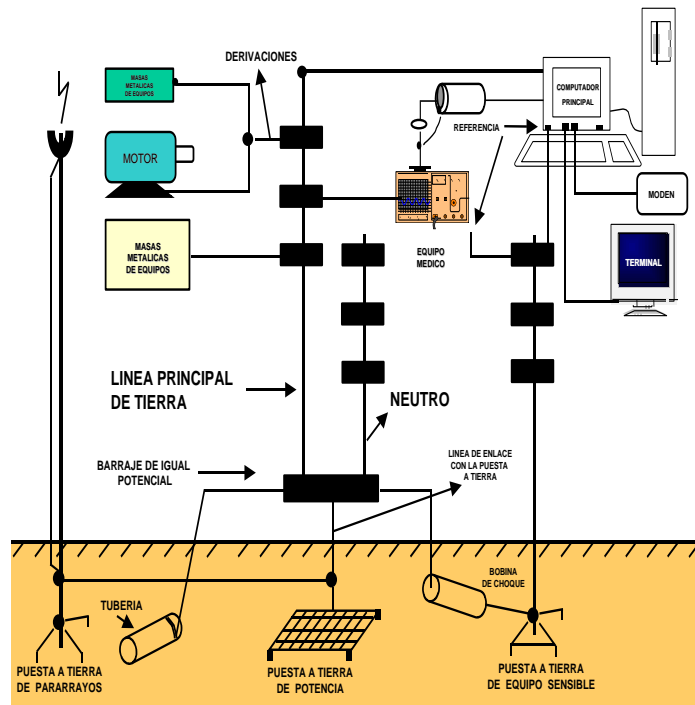 DERIVACIONES
MASAS
METALICAS
DE EQUIPOS
MOTOR
MASAS
METALICAS
DE EQUIPOS
COMPUTADOR
PRINCIPAL
REFERENCIA
MODEN
EQUIPO
MEDICO
TERMINAL
LINEA PRINCIPAL
DE TIERRA
NEUTRO
BARRAJE DE IGUAL
POTENCIAL
LINEA DE ENLACE
CON LA PUESTA
A TIERRA
BOBINA
DE CHOQUE
TUBERIA
PUESTA A TIERRA
DE PARARRAYOS
PUESTA A TIERRA
DE POTENCIA
PUESTA A TIERRA
DE EQUIPO SENSIBLE